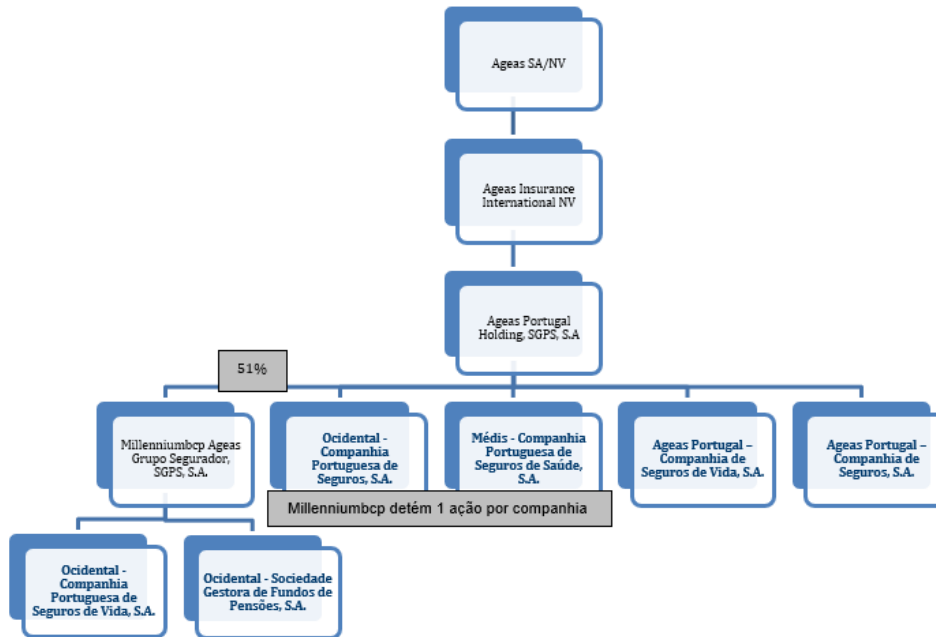 Ageas SA/NV
Ageas Insurance
International NV
Ageas Portugal
Holding, SGPS, S.A
51%
Millenniumbcp Ageas
Grupo Segurador,
SGPS, S.A.
Ocidental -
Companhia
Portuguesa de
Seguros, S.A.
Médis - Companhia
Portuguesa de
Seguros de Saúde,
S.A.
Ageas Portugal –
Companhia de
Seguros de Vida, S.A.
Ageas Portugal –
Companhia de
Seguros, S.A.
Millenniumbcp detém 1 ação por companhia
Ocidental -
Companhia
Portuguesa de
Seguros de Vida, S.A.
Ocidental - Sociedade
Gestora de Fundos de
Pensões, S.A.